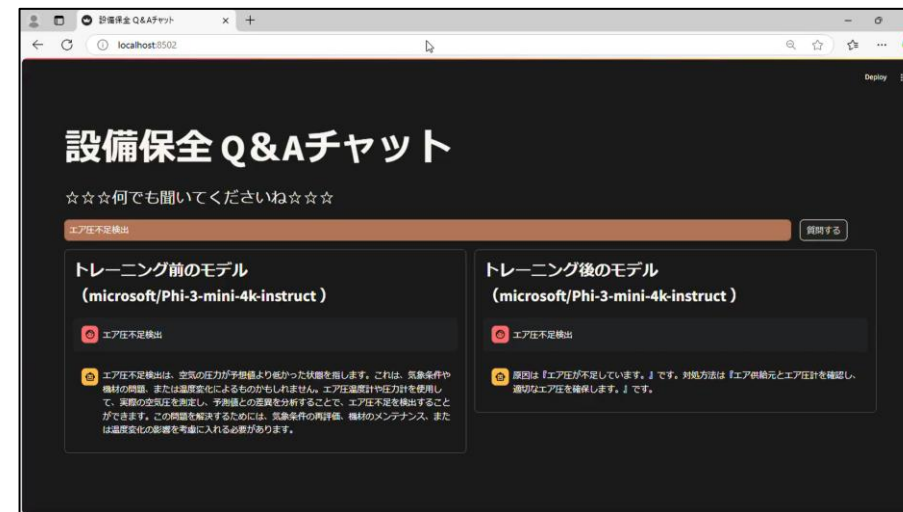 設備保全 Q&Aチャット
localhost:8502
Deploy
設備保全 Q&Aチャット
☆☆☆何でも聞いてくださいね☆☆☆
エア圧不足検出
質問する
トレーニング前のモデル
（microsoft/Phi-3-mini-4k-instruct ）
エア圧不足検出
エア圧不足検出は、空気の圧力が予想値より低かった状態を指します。これは、気象条件や
機材の問題、または温度変化によるものかもしれません。エア圧温度計や圧力計を使用し
て、実際の空気圧を測定し、予測値との差異を分析することで、エア圧不足を検出すること
ができます。この問題を解決するためには、気象条件の再評価、機材のメンテナンス、また
は温度変化の影響を考慮に入れる必要があります。
トレーニング後のモデル
（microsoft/Phi-3-mini-4k-instruct ）
エア圧不足検出
原因は『エア圧が不足しています。』です。対処方法は『エア供給元とエア圧計を確認し、
適切なエア圧を確保します。』です。